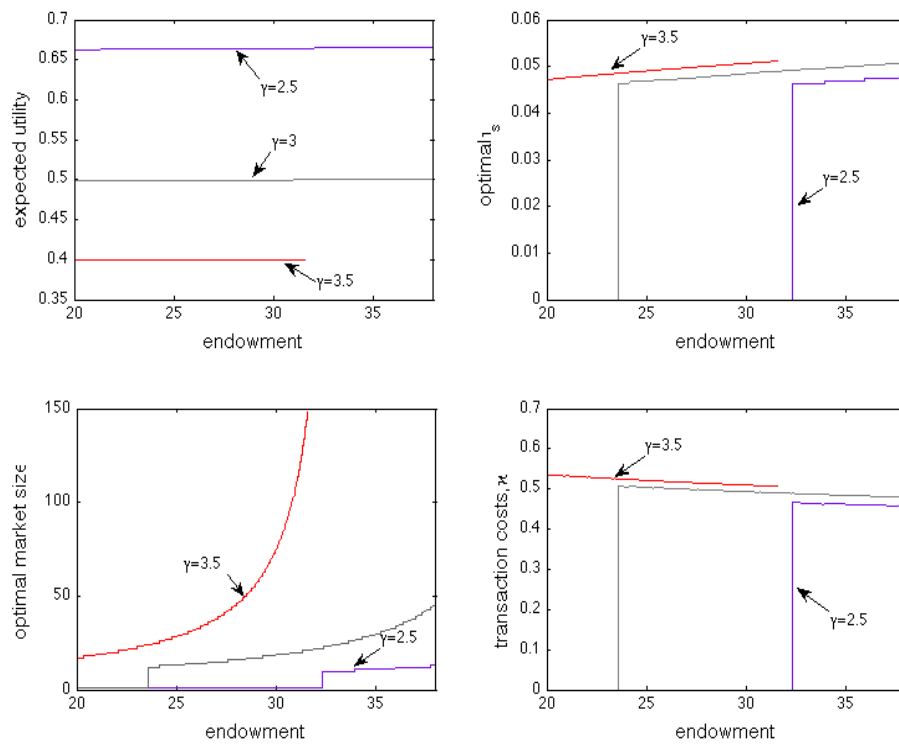 0.7
0.65
0.6
0.55
0.5
0.45
0.4
0.35
20
25
30
35
expected utility
endowment
γ=2.5
γ=3
γ=3.5
0.06
0.05
0.04
0.03
0.02
0.01
0
20
25
30
35
optimal
endowment
γ=3.5
γ=2.5
150
100
50
0
20
25
30
35
optimal market size
endowment
γ=3.5
γ=2.5
0.7
0.6
0.5
0.4
0.3
0.2
0.1
0
20
25
30
35
transaction costs, ϰ
endowment
γ=3.5
γ=2.5